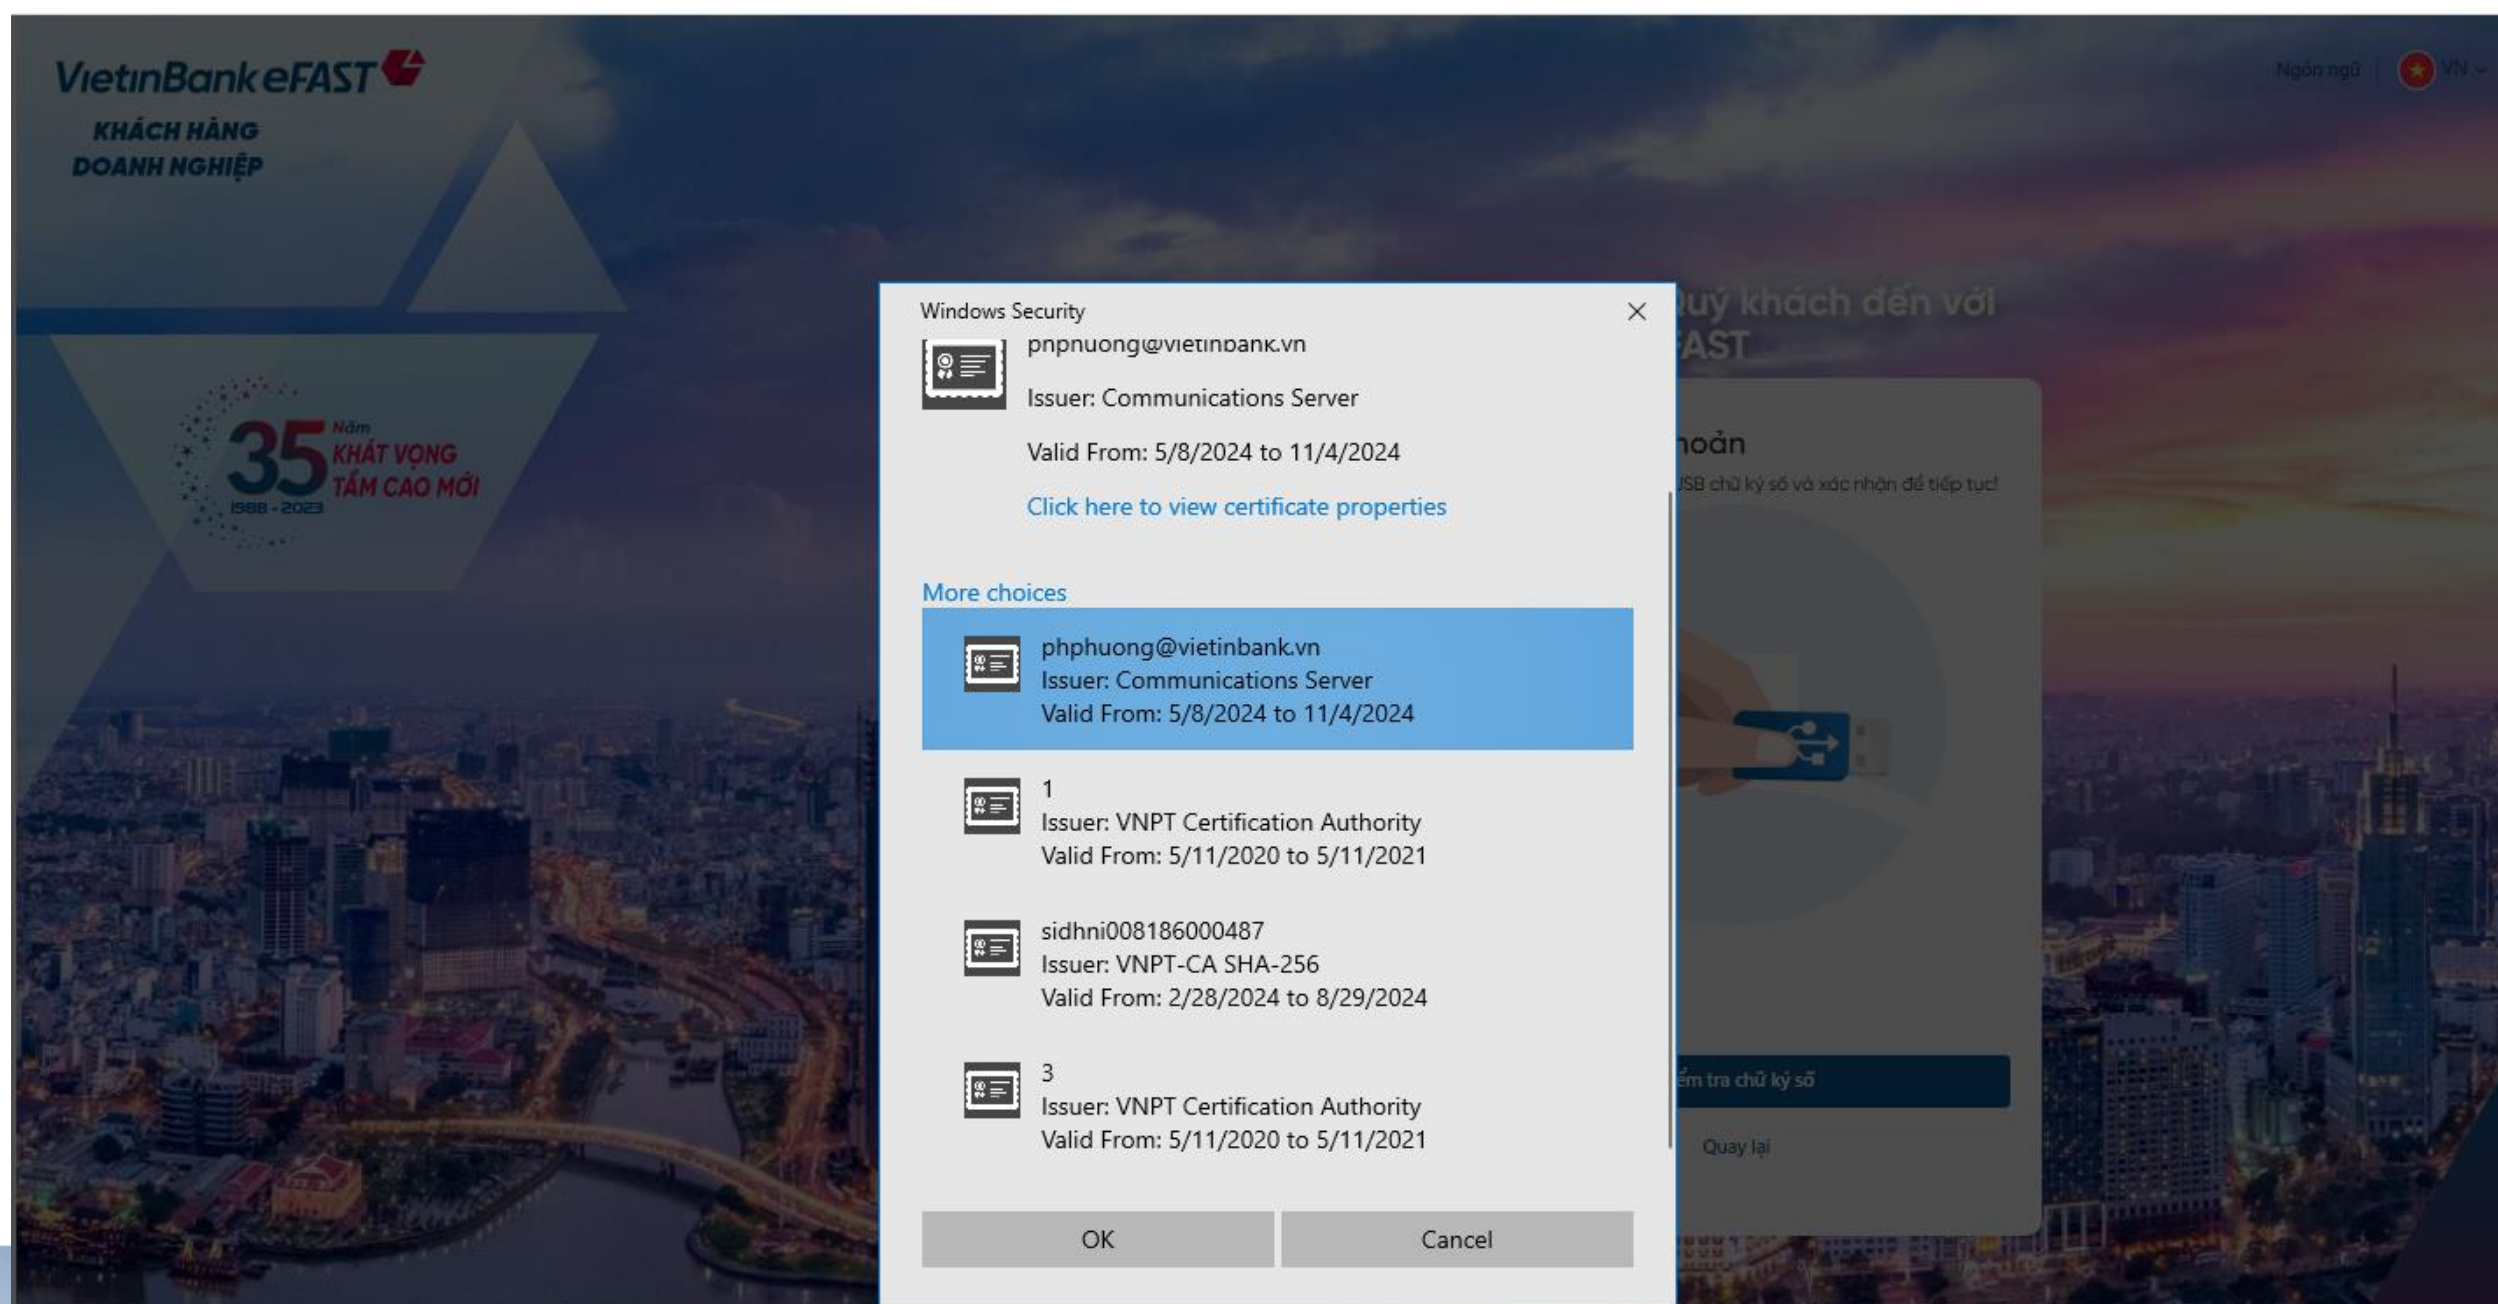 VietinBank eFAST
KHÁCH HÀNG
DOANH NGHIỆP
Ngôn ngữ
VN
35 Năm
KHÁT VỌNG
TẦM CAO MỚI
1988 - 2023
Quý khách đến với
FAST
hoản
USB chữ ký số và xác nhận để tiếp tục!
ểm tra chữ ký số
Quay lại
Windows Security
phphuong@vietinbank.vn
Issuer: Communications Server
Valid From: 5/8/2024 to 11/4/2024
Click here to view certificate properties
More choices
phphuong@vietinbank.vn
Issuer: Communications Server
Valid From: 5/8/2024 to 11/4/2024
1
Issuer: VNPT Certification Authority
Valid From: 5/11/2020 to 5/11/2021
sidhni008186000487
Issuer: VNPT-CA SHA-256
Valid From: 2/28/2024 to 8/29/2024
3
Issuer: VNPT Certification Authority
Valid From: 5/11/2020 to 5/11/2021
OK
Cancel